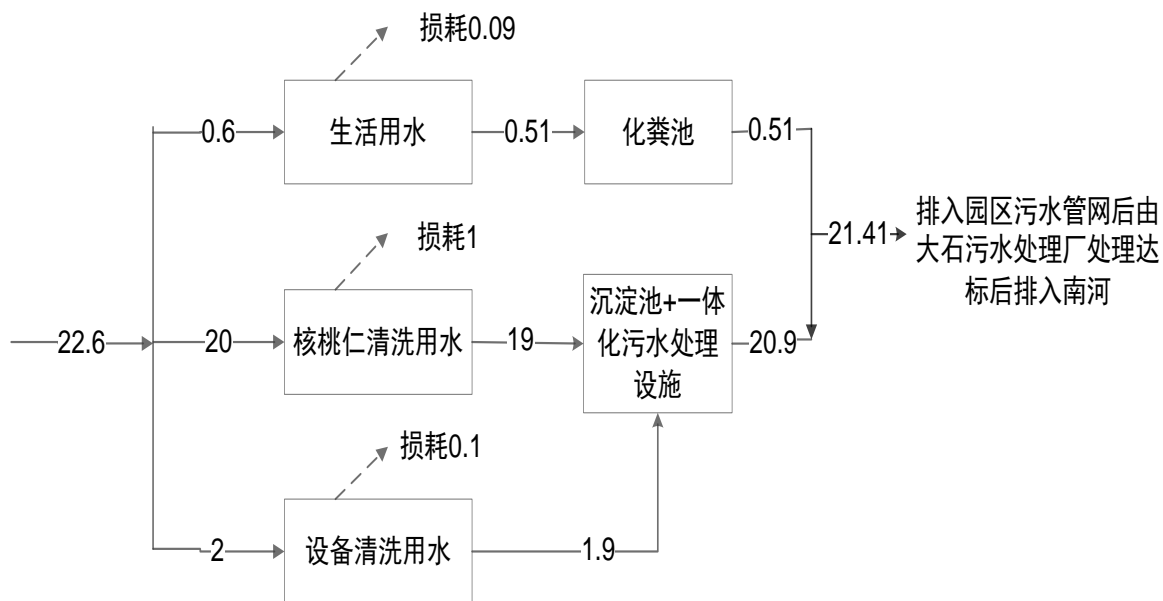 损耗0.09
0.6
生活用水
0.51
化粪池
0.51
损耗1
21.41
排入园区污水管网后由
大石污水处理厂处理达
标后排入南河
22.6
20
核桃仁清洗用水
19
沉淀池+一体
化污水处理
设施
20.9
损耗0.1
2
设备清洗用水
1.9